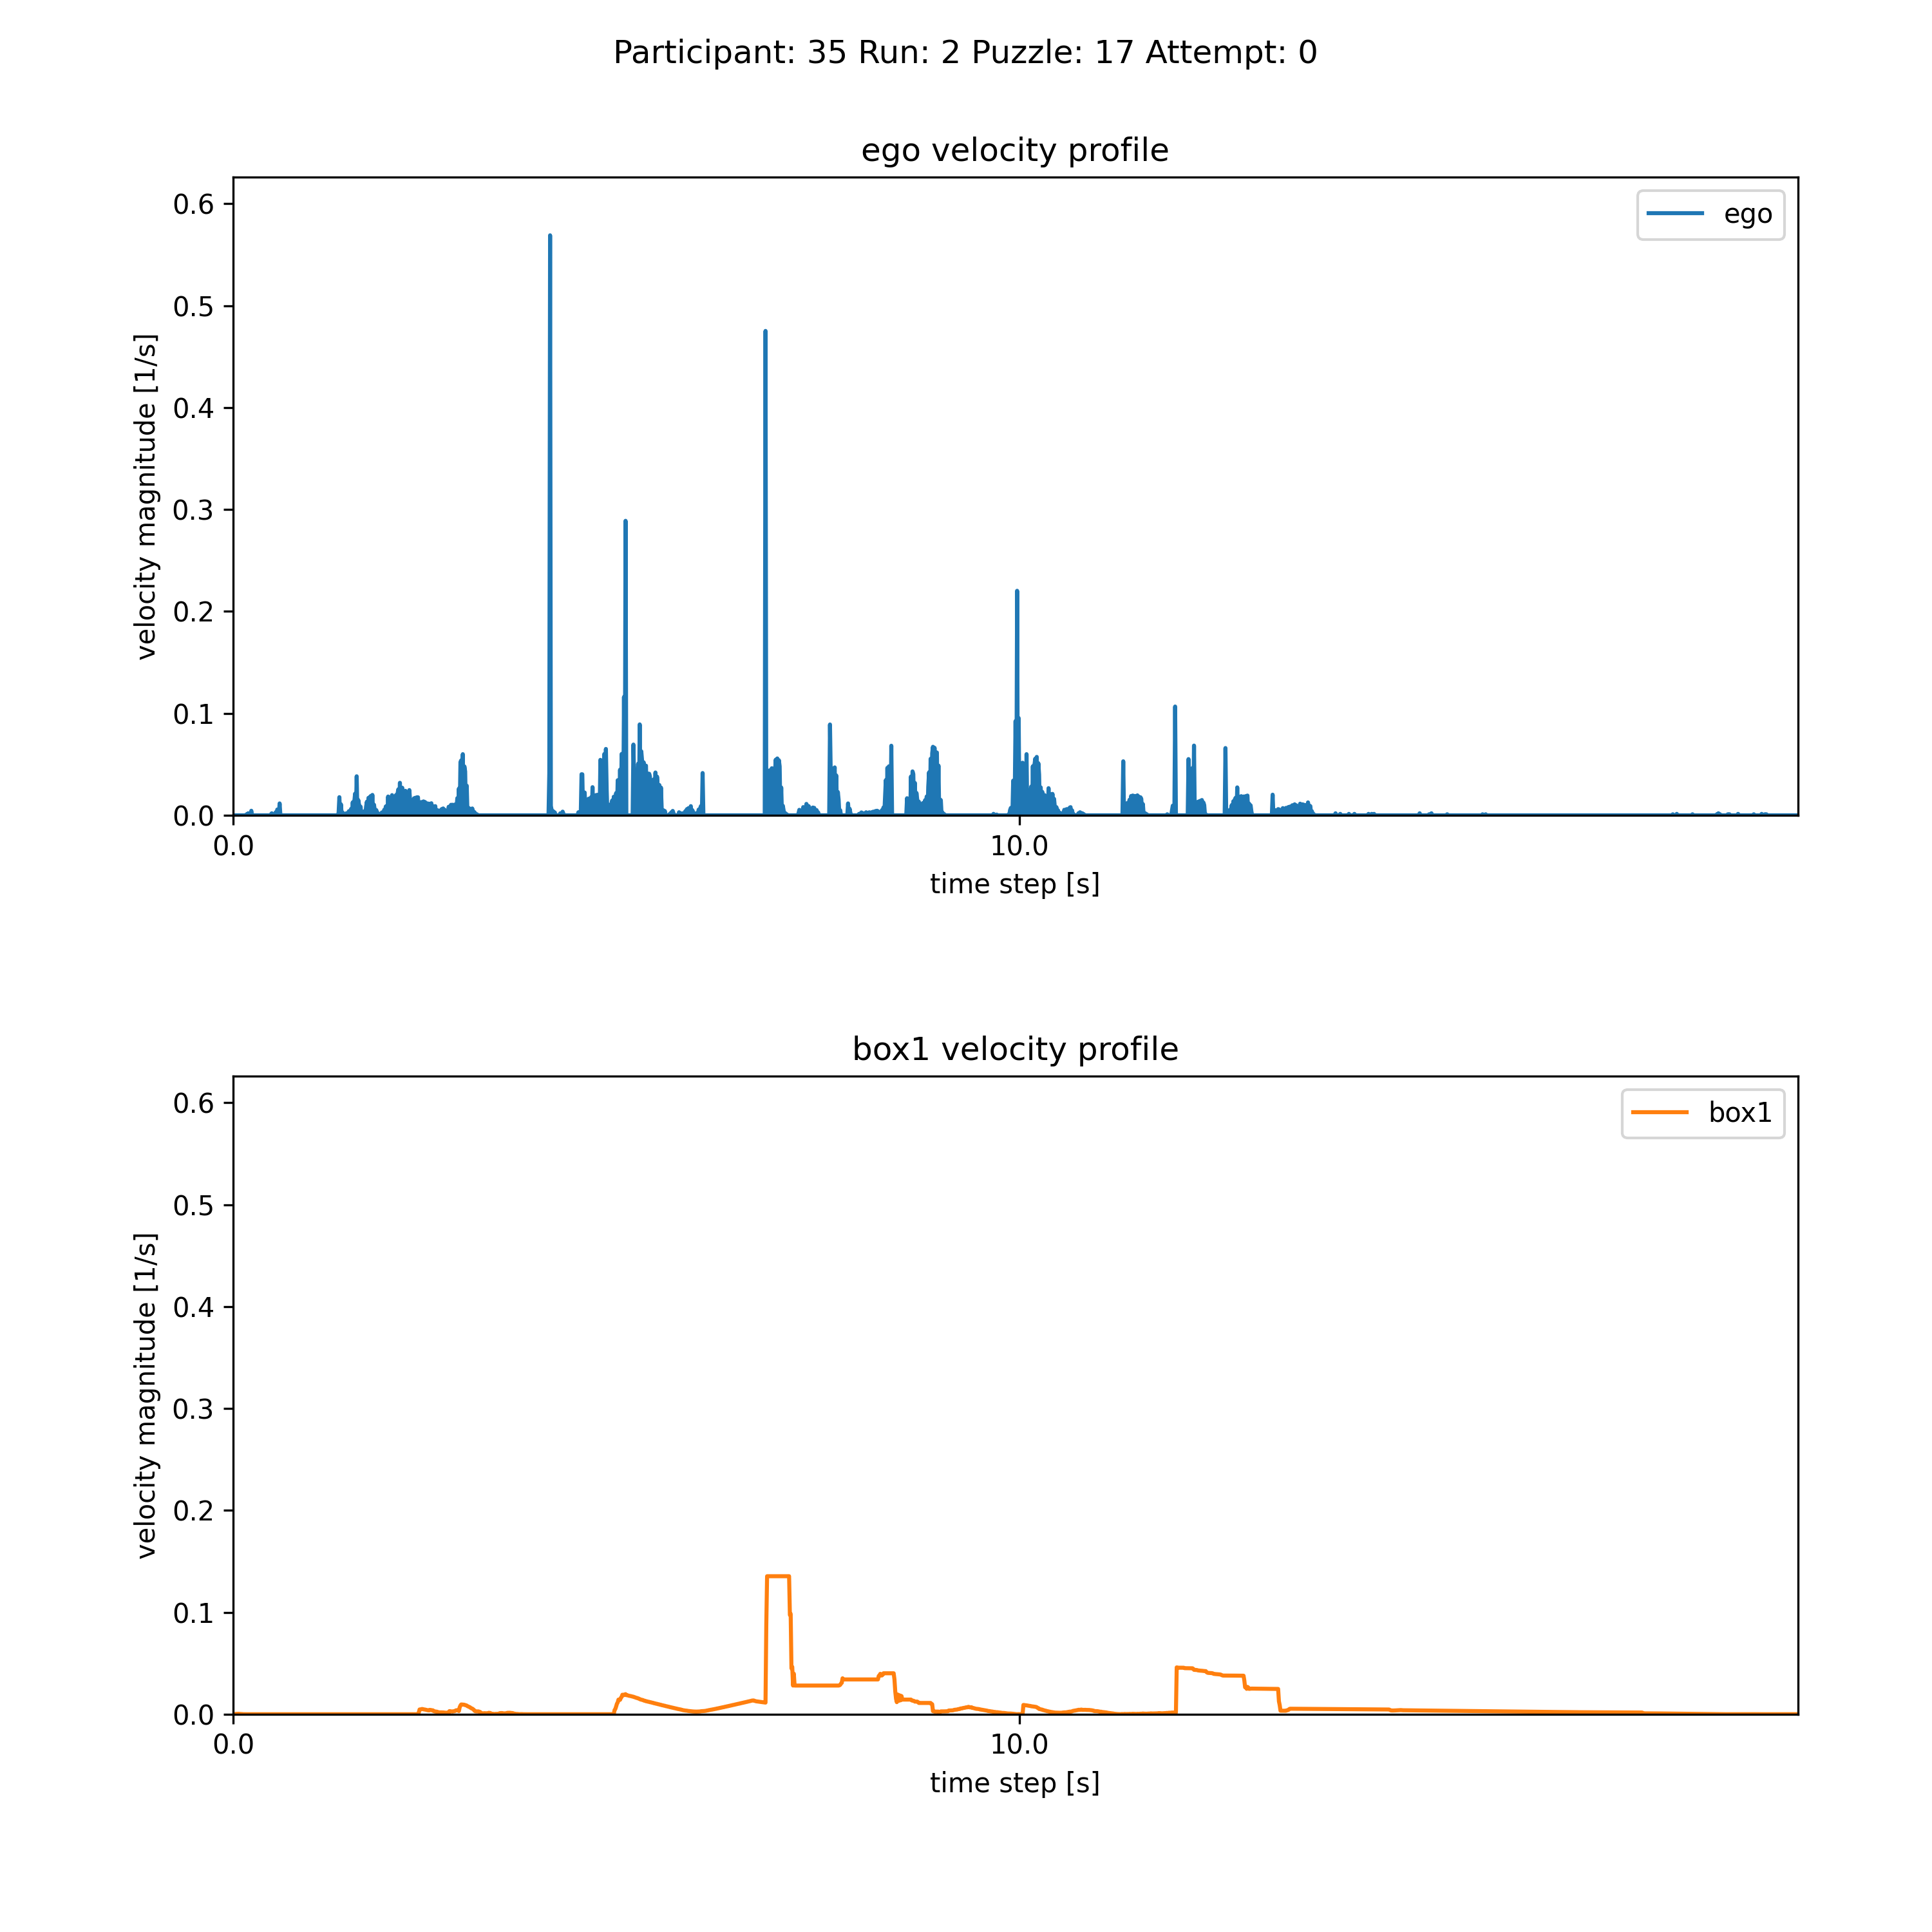 Participant: 35 Run: 2 Puzzle: 17 Attempt: 0
ego velocity profile
ego
0.6
0.5
0.4
0.3
0.2
0.1
0.0
velocity magnitude [1/s]
0.0 10.0
time step [s]
box1 velocity profile
box1
0.6
0.5
0.4
0.3
0.2
0.1
0.0
velocity magnitude [1/s]
0.0 10.0
time step [s]